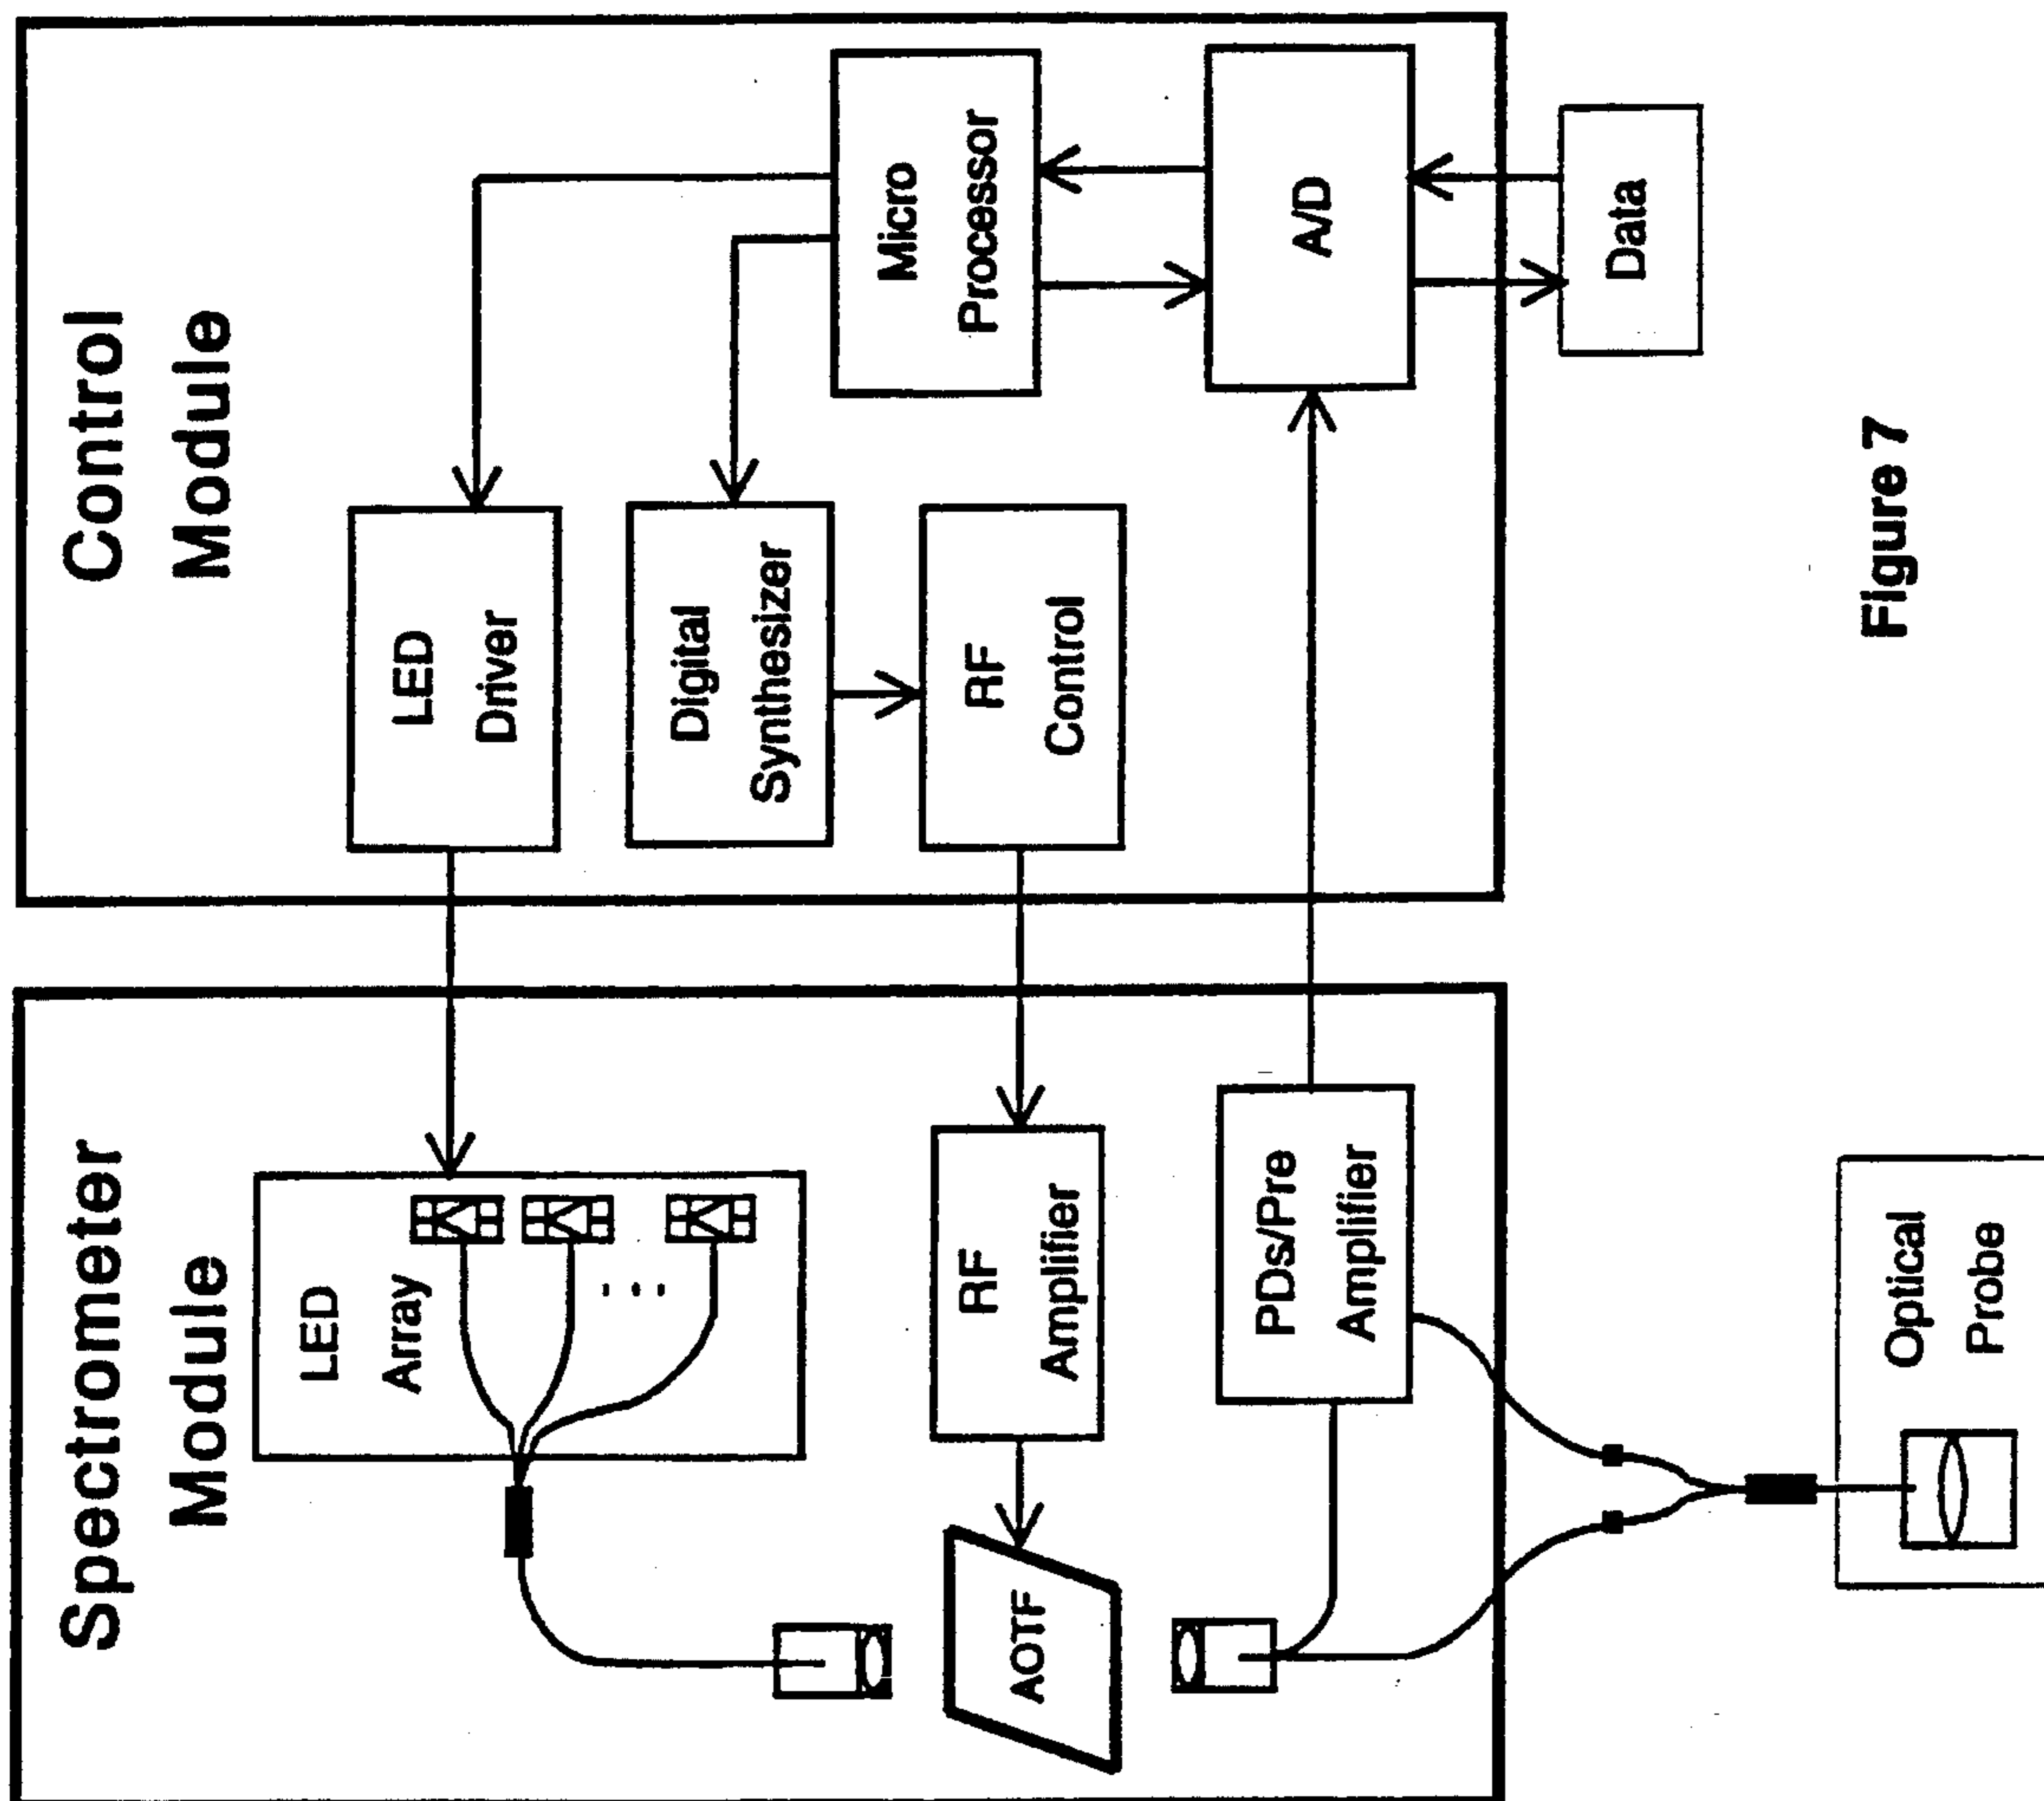 Spectrometer
Module
LED
Array
AOTF
RF
Amplifier
PDs/Pre
Amplifier
Optical
Probe
Control
Module
LED
Driver
Digital
Synthesizer
RF
Control
Micro
Processor
A/D
Data
Figure 7